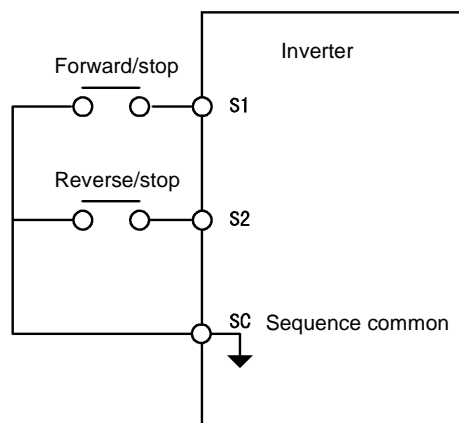 Forward/stop
Inverter
S1
Reverse/stop
S2
SC Sequence common